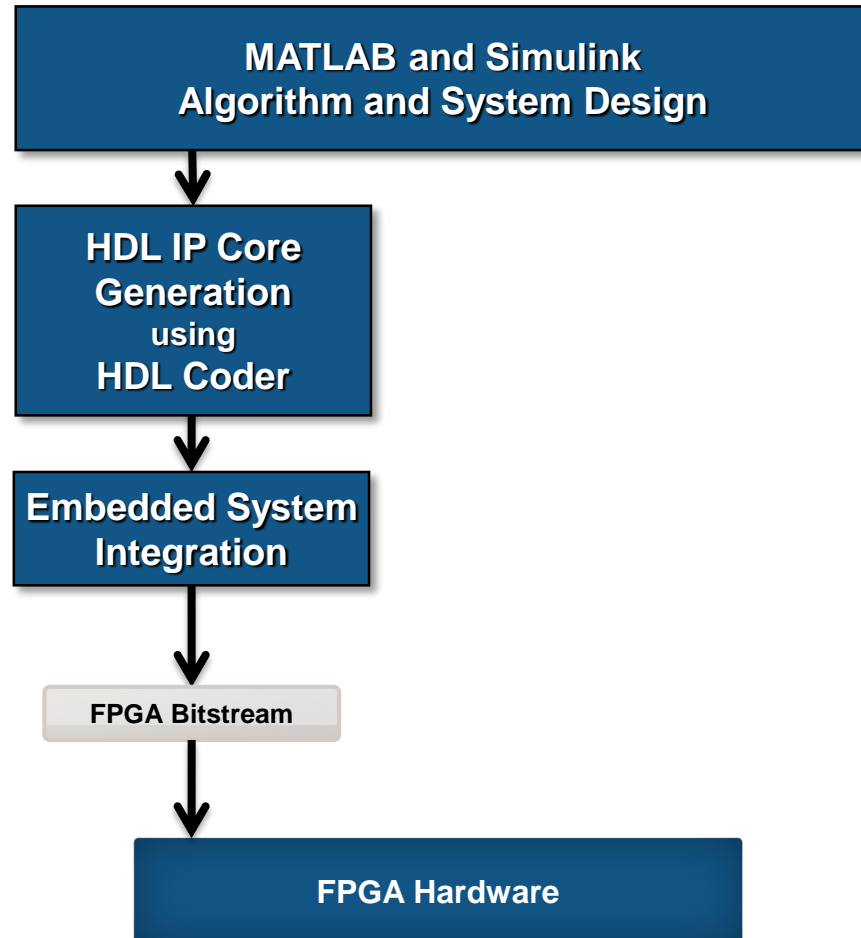 MATLAB and Simulink
Algorithm and System Design
HDL IP Core
Generation
using
HDL Coder
Embedded System
Integration
FPGA Bitstream
FPGA Hardware